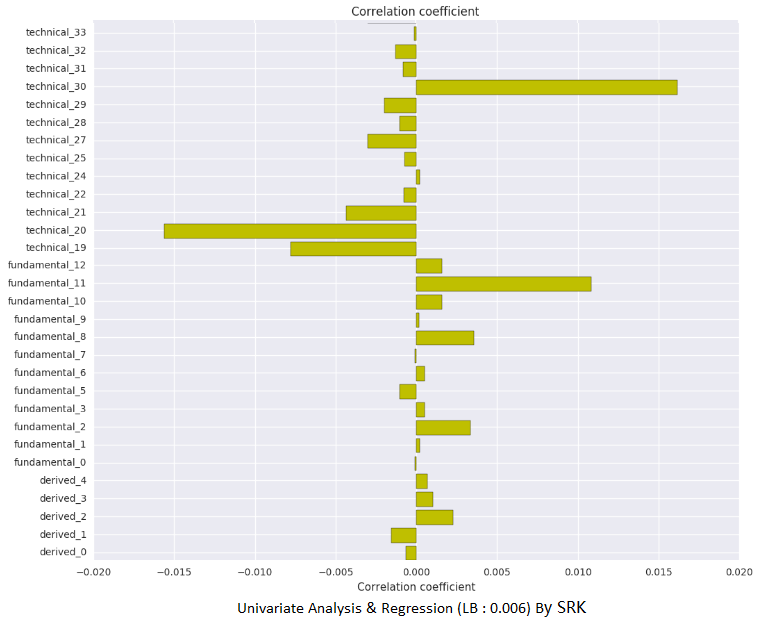 Correlation coefficient
technical_33
technical_32
technical_31
technical_30
technical_29
technical_28
technical_27
technical_25
technical_24
technical_22
technical_21
technical_20
technical_19
fundamental_12
fundamental_11
fundamental_10
fundamental_9
fundamental_8
fundamental_7
fundamental_6
fundamental_5
fundamental_3
fundamental_2
fundamental_1
fundamental_0
derived_4
derived_3
derived_2
derived_1
derived_0
−0.020 −0.015 −0.010 −0.005 0.000 0.005 0.010 0.015 0.020
Correlation coefficient
Univariate Analysis & Regression (LB : 0.006) By SRK